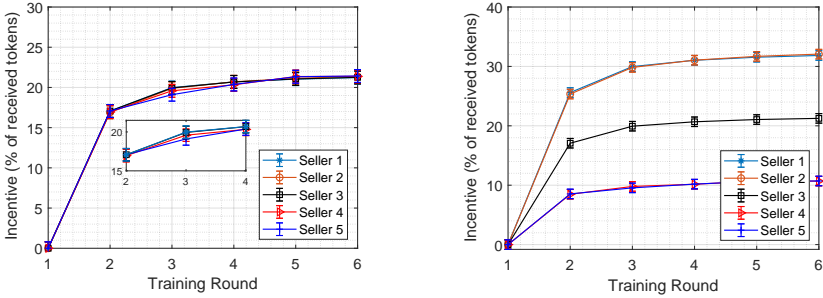 Incentive (% of received tokens)
30
25
20
15
10
5
0
20
15
2
3
4
Seller 1
Seller 2
Seller 3
Seller 4
Seller 5
1 2 3 4 5 6
Training Round
Incentive (% of received tokens)
40
30
20
10
0
Seller 1
Seller 2
Seller 3
Seller 4
Seller 5
1 2 3 4 5 6
Training Round